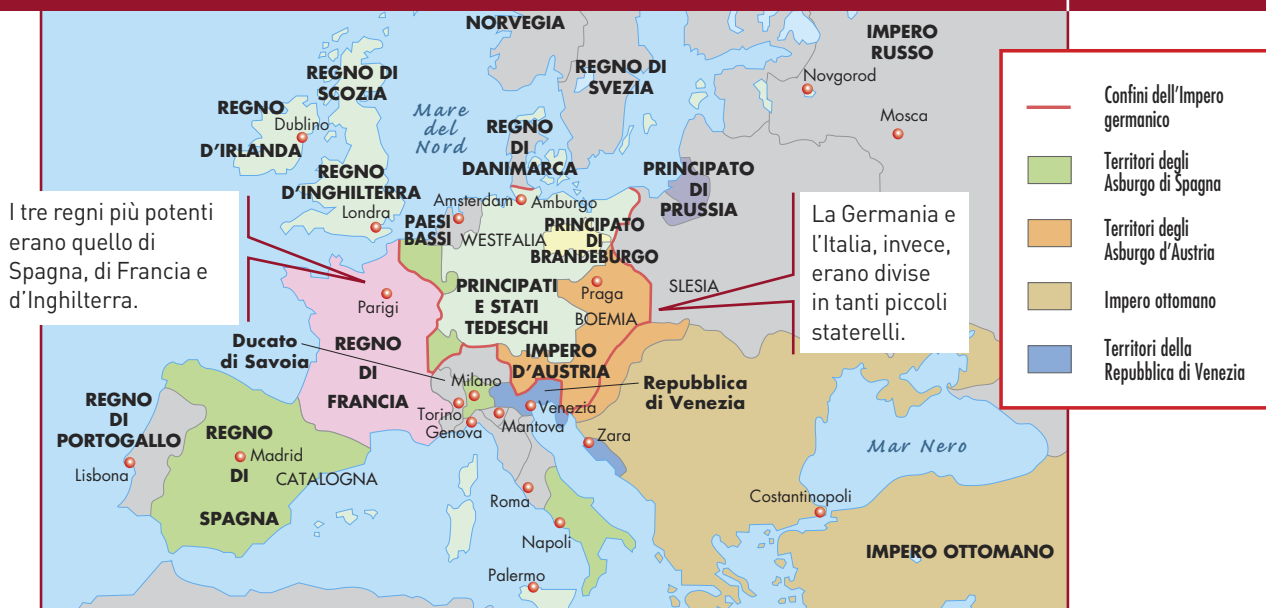 NORVEGIA
IMPERO
RUSSO
REGNO DI
SCOZIA
REGNO DI
SVEZIA
Novgorod
Mosca
REGNO
Dublino
D'IRLANDA
Mare
del
Nord
REGNO
DI
DANIMARCA
REGNO
D'INGHILTERRA
Londra
PRINCIPATO
DI
PRUSSIA
Amsterdam
Amburgo
PAESI
BASSI
WESTFALIA
PRINCIPATO
DI
BRANDEBURGO
I tre regni più potenti
erano quello di
Spagna, di Francia e
d'Inghilterra.
La Germania e
l'Italia, invece,
erano divise
in tanti piccoli
staterelli.
Parigi
PRINCIPATI
E STATI
TEDESCHI
Praga
SLESIA
BOEMIA
Ducato
di Savoia
REGNO
DI
FRANCIA
IMPERO
D'AUSTRIA
Milano
Repubblica
di Venezia
Torino
Venezia
Genova
Mantova
Zara
REGNO
DI
PORTOGALLO
Lisbona
REGNO
Madrid
DI
CATALOGNA
SPAGNA
Roma
Napoli
Palermo
Mar Nero
Costantinopoli
IMPERO OTTOMANO
Confini dell'Impero
germanico
Territori degli
Asburgo di Spagna
Territori degli
Asburgo d'Austria
Impero ottomano
Territori della
Repubblica di Venezia